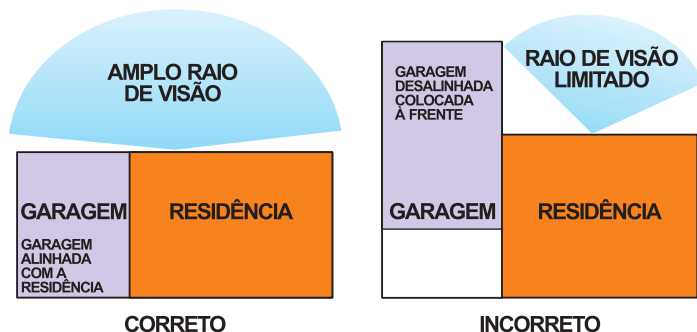 AMPLO RAIO
DE VISÃO
GARAGEM
RESIDÊNCIA
GARAGEM
ALINHADA
COM A
RESIDÊNCIA
CORRETO
RAIO DE VISÃO
LIMITADO
GARAGEM
DESALINHADA
COLOCADA
À FRENTE
GARAGEM
RESIDÊNCIA
INCORRETO